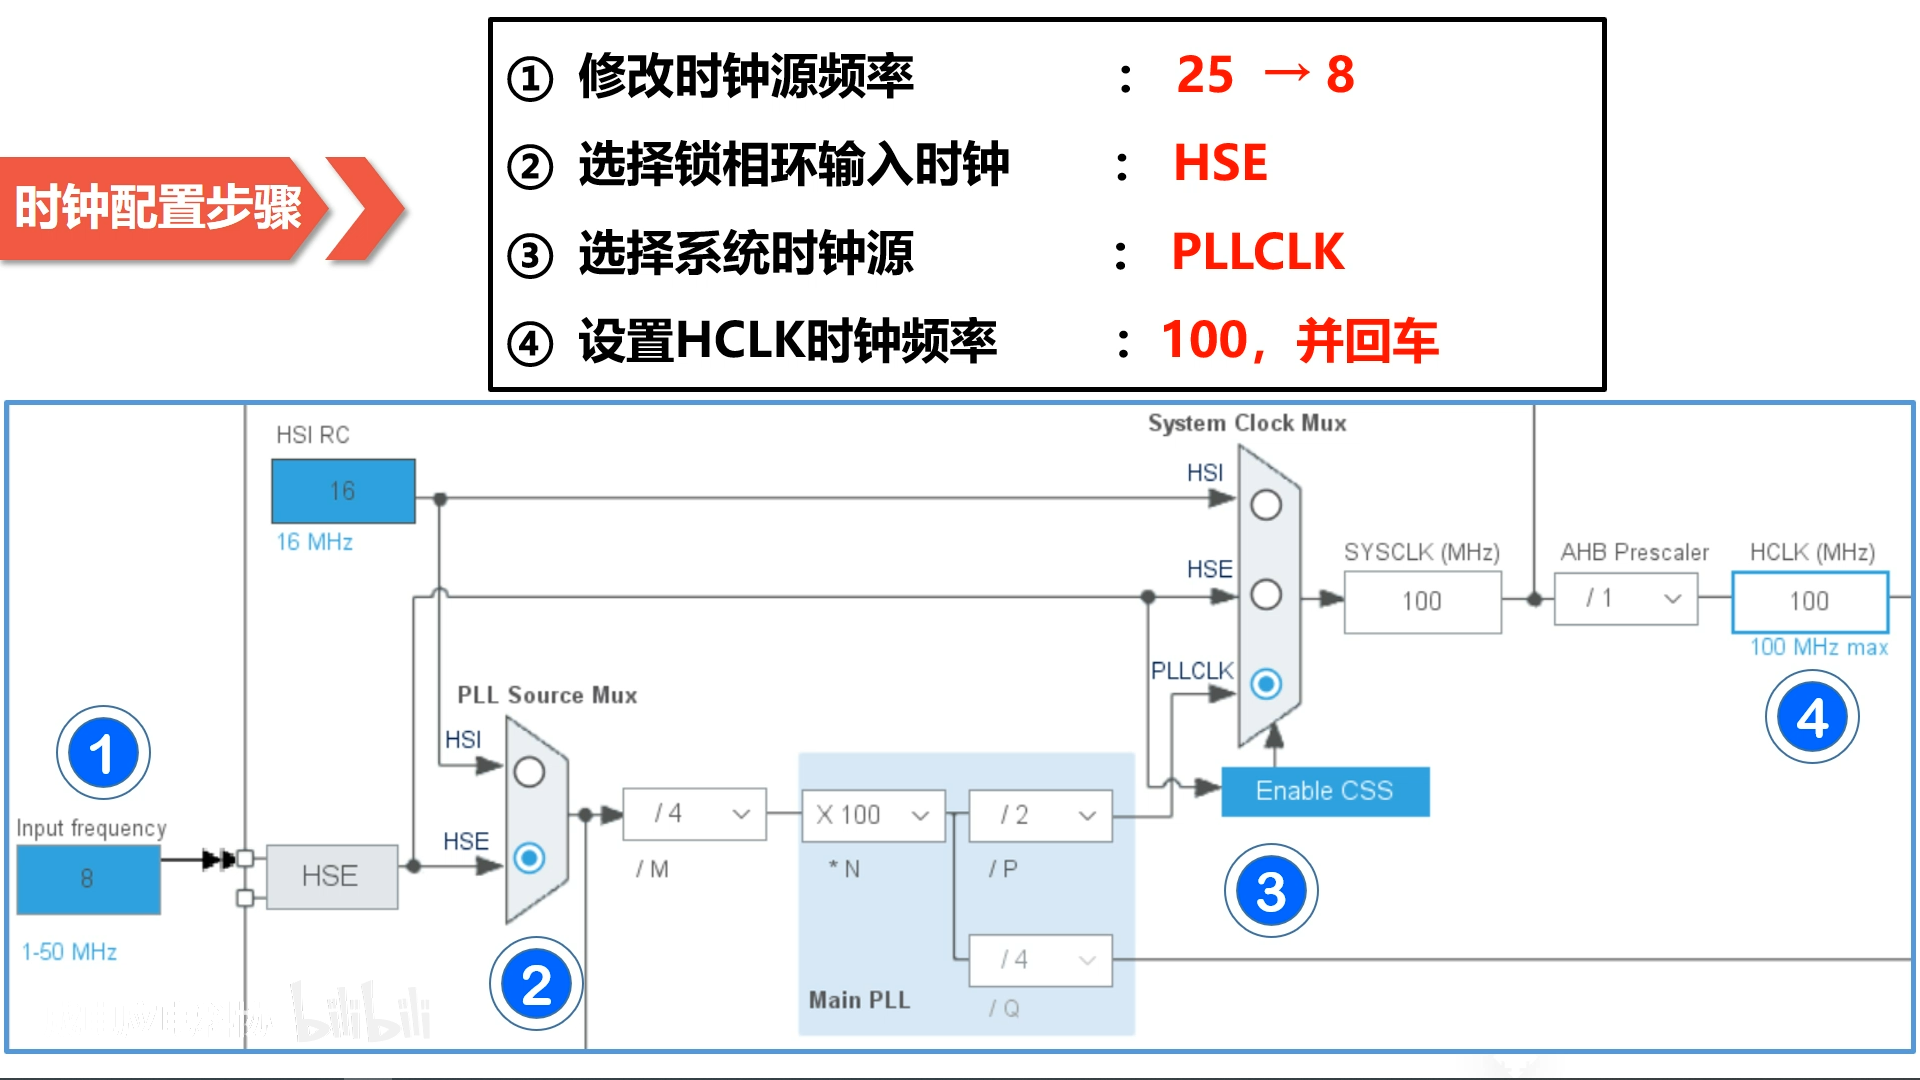 ① 修改时钟源频率 : 25 → 8
② 选择锁相环输入时钟 : HSE
③ 选择系统时钟源 : PLLCLK
④ 设置HCLK时钟频率 : 100，并回车
时钟配置步骤
System Clock Mux
HSI RC
16
16 MHz
HSI
HSE
PLLCLK
SYSCLK (MHz)
100
AHB Prescaler
/ 1
HCLK (MHz)
100
100 MHz max
4
PLL Source Mux
HSI
HSE
1
Input frequency
8
1-50 MHz
HSE
2
/ 4
/ M
X 100
* N
/ 2
/ P
/ 4
/ Q
Main PLL
Enable CSS
3
bilibili